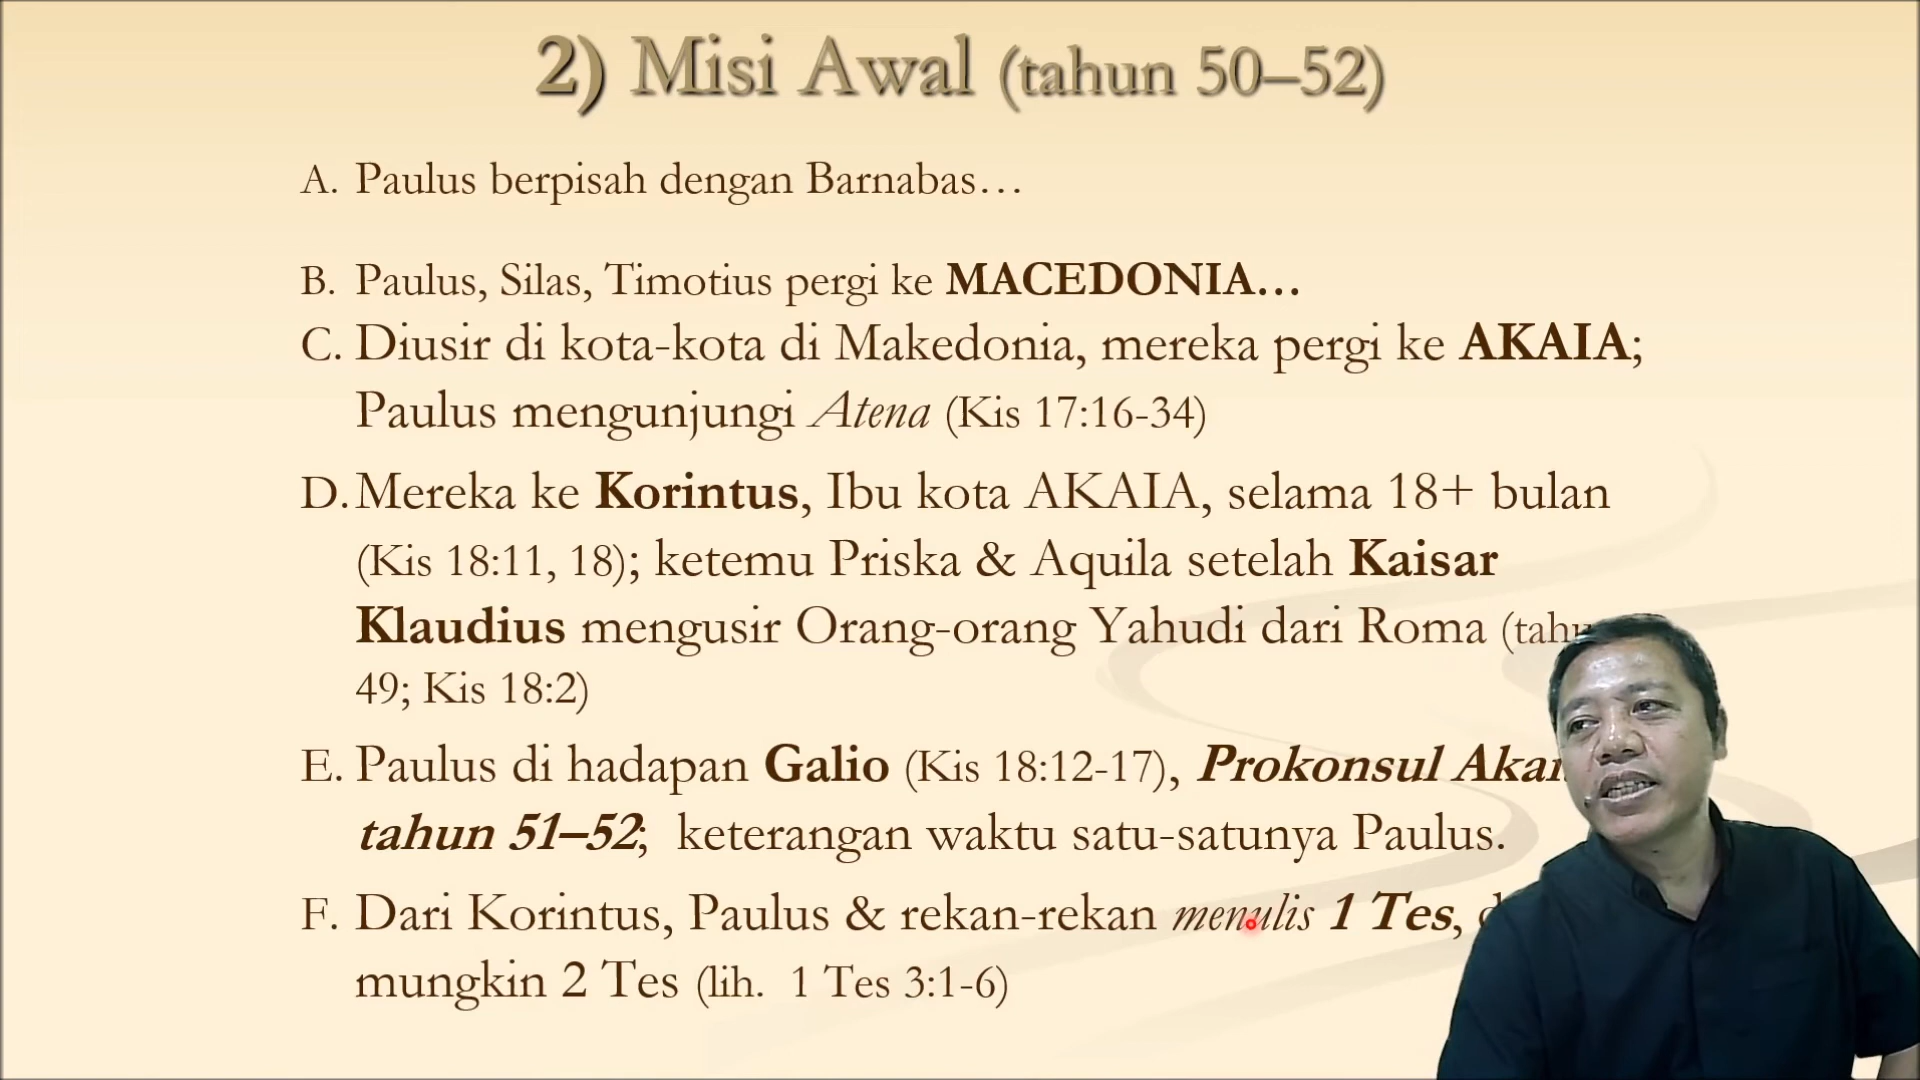 2) Misi Awal (tahun 50–52)
A. Paulus berpisah dengan Barnabas…
B. Paulus, Silas, Timotius pergi ke MACEDONIA…
C. Diusir di kota-kota di Makedonia, mereka pergi ke AKAIA;
Paulus mengunjungi Atena (Kis 17:16-34)
D. Mereka ke Korintus, Ibu kota AKAIA, selama 18+ bulan
(Kis 18:11, 18); ketemu Priska & Aquila setelah Kaisar
Klaudius mengusir Orang-orang Yahudi dari Roma
49; Kis 18:2)
E. Paulus di hadapan Galio (Kis 18:12-17), Prokonsul
tahun 51–52; keterangan waktu satu-satunya Paulus.
F. Dari Korintus, Paulus & rekan-rekan menulis 1 Tes,
mungkin 2 Tes (lih. 1 Tes 3:1-6)